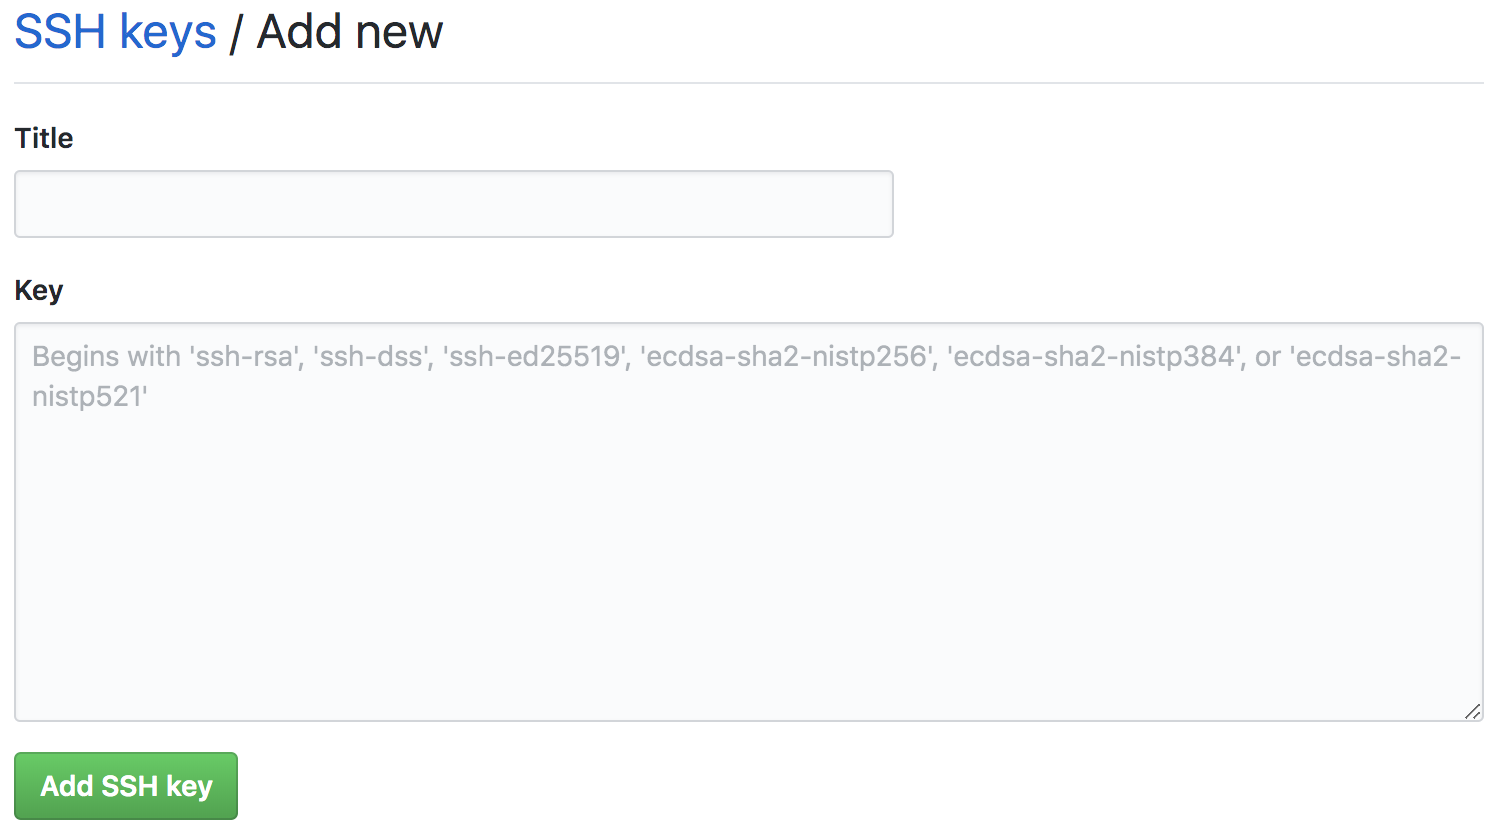 SSH keys / Add new
Title
Key
Begins with 'ssh-rsa', 'ssh-dss', 'ssh-ed25519', 'ecdsa-sha2-nistp256', 'ecdsa-sha2-nistp384', or 'ecdsa-sha2-
nistp521'
Add SSH key